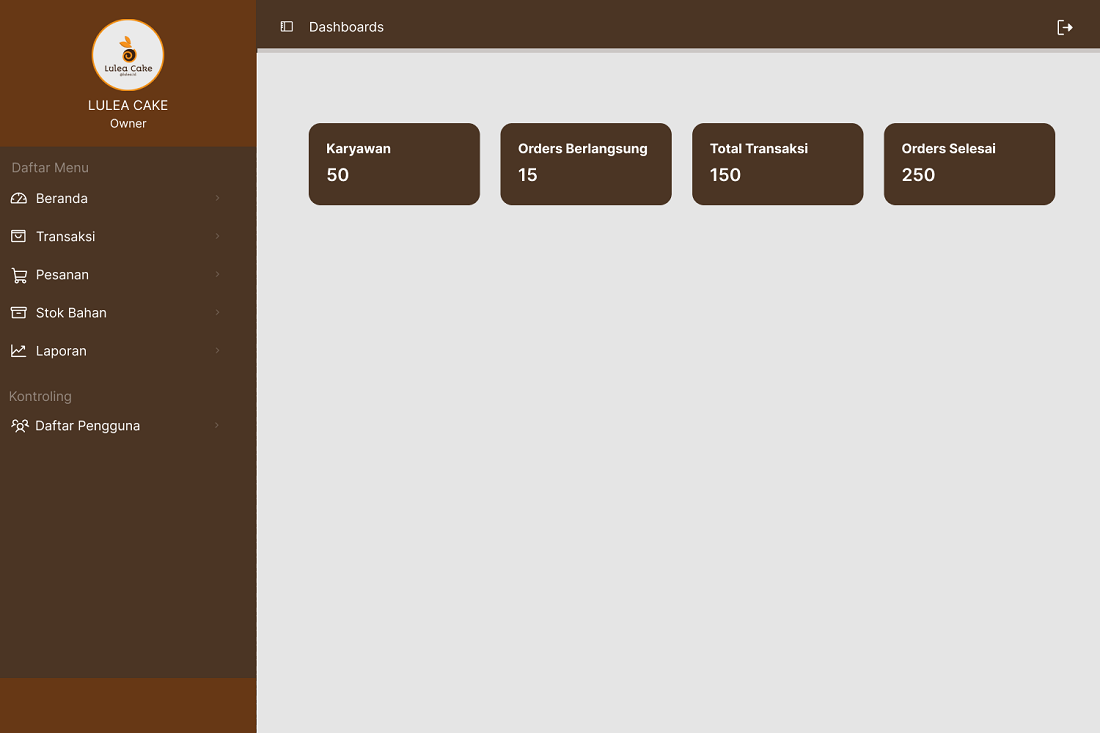 Lulea Cake
LULEA CAKE
Owner
Daftar Menu
Beranda
Transaksi
Pesanan
Stok Bahan
Laporan
Kontroling
Daftar Pengguna
Dashboards
Karyawan
50
Orders Berlangsung
15
Total Transaksi
150
Orders Selesai
250